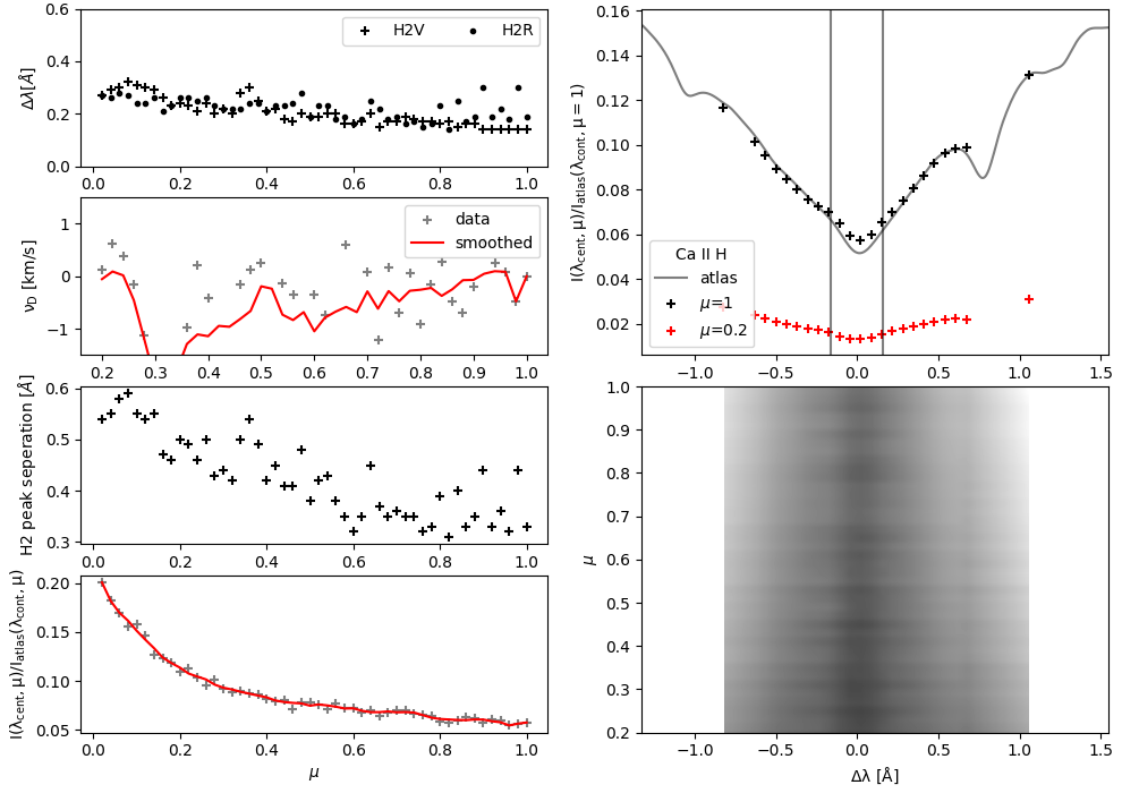 0.6
0.4
0.2
0.0
Δλ[Å]
H2V
H2R
0.0 0.2 0.4 0.6 0.8 1.0
1
0
−1
ν_D [km/s]
data
smoothed
0.2 0.3 0.4 0.5 0.6 0.7 0.8 0.9 1.0
0.6
0.5
0.4
0.3
H2 peak seperation [Å]
0.0 0.2 0.4 0.6 0.8 1.0
0.20
0.15
0.10
0.05
I(λ_cent, μ)/I_atlas(λ_cont, μ)
0.0 0.2 0.4 0.6 0.8 1.0
μ
0.16
0.14
0.12
0.10
0.08
0.06
0.04
0.02
I(λ_cent, μ)/I_atlas(λ_cont, μ = 1)
Ca II H
atlas
μ=1
μ=0.2
−1.0 −0.5 0.0 0.5 1.0 1.5
1.0
0.9
0.8
0.7
0.6
0.5
0.4
0.3
0.2
μ
−1.0 −0.5 0.0 0.5 1.0 1.5
Δλ [Å]